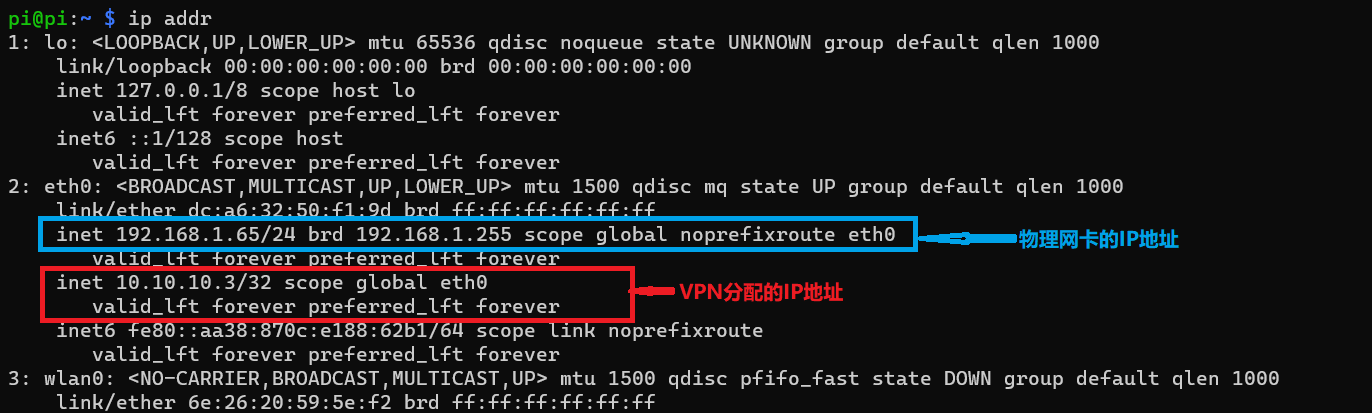 pi@pi:~ $ ip addr
1: lo: <LOOPBACK,UP,LOWER_UP> mtu 65536 qdisc noqueue state UNKNOWN group default qlen 1000
link/loopback 00:00:00:00:00:00 brd 00:00:00:00:00:00
inet 127.0.0.1/8 scope host lo
valid_lft forever preferred_lft forever
inet6 ::1/128 scope host
valid_lft forever preferred_lft forever
2: eth0: <BROADCAST,MULTICAST,UP,LOWER_UP> mtu 1500 qdisc mq state UP group default qlen 1000
link/ether dc:a6:32:50:f1:9d brd ff:ff:ff:ff:ff:ff
inet 192.168.1.65/24 brd 192.168.1.255 scope global noprefixroute eth0 物理网卡的IP地址
valid_lft forever preferred_lft forever
inet 10.10.10.3/32 scope global eth0 VPN分配的IP地址
valid_lft forever preferred_lft forever
inet6 fe80::aa38:870c:e188:62b1/64 scope link noprefixroute
valid_lft forever preferred_lft forever
3: wlan0: <NO-CARRIER,BROADCAST,MULTICAST,UP> mtu 1500 qdisc pfifo_fast state DOWN group default qlen 1000
link/ether 6e:26:20:59:5e:f2 brd ff:ff:ff:ff:ff:ff